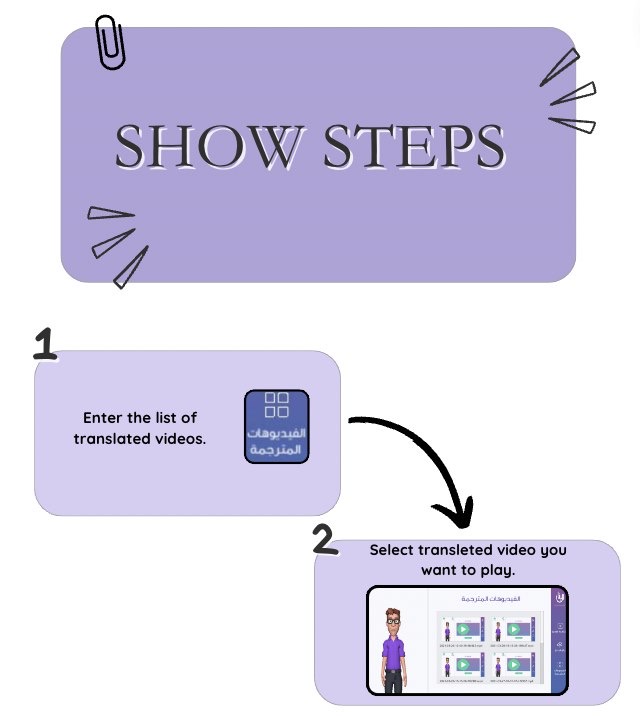 SHOW STEPS
1
Enter the list of
translated videos.
الفيديوهات
المترجمة
2
Select transleted video you
want to play.
الفيديوهات المترجمة